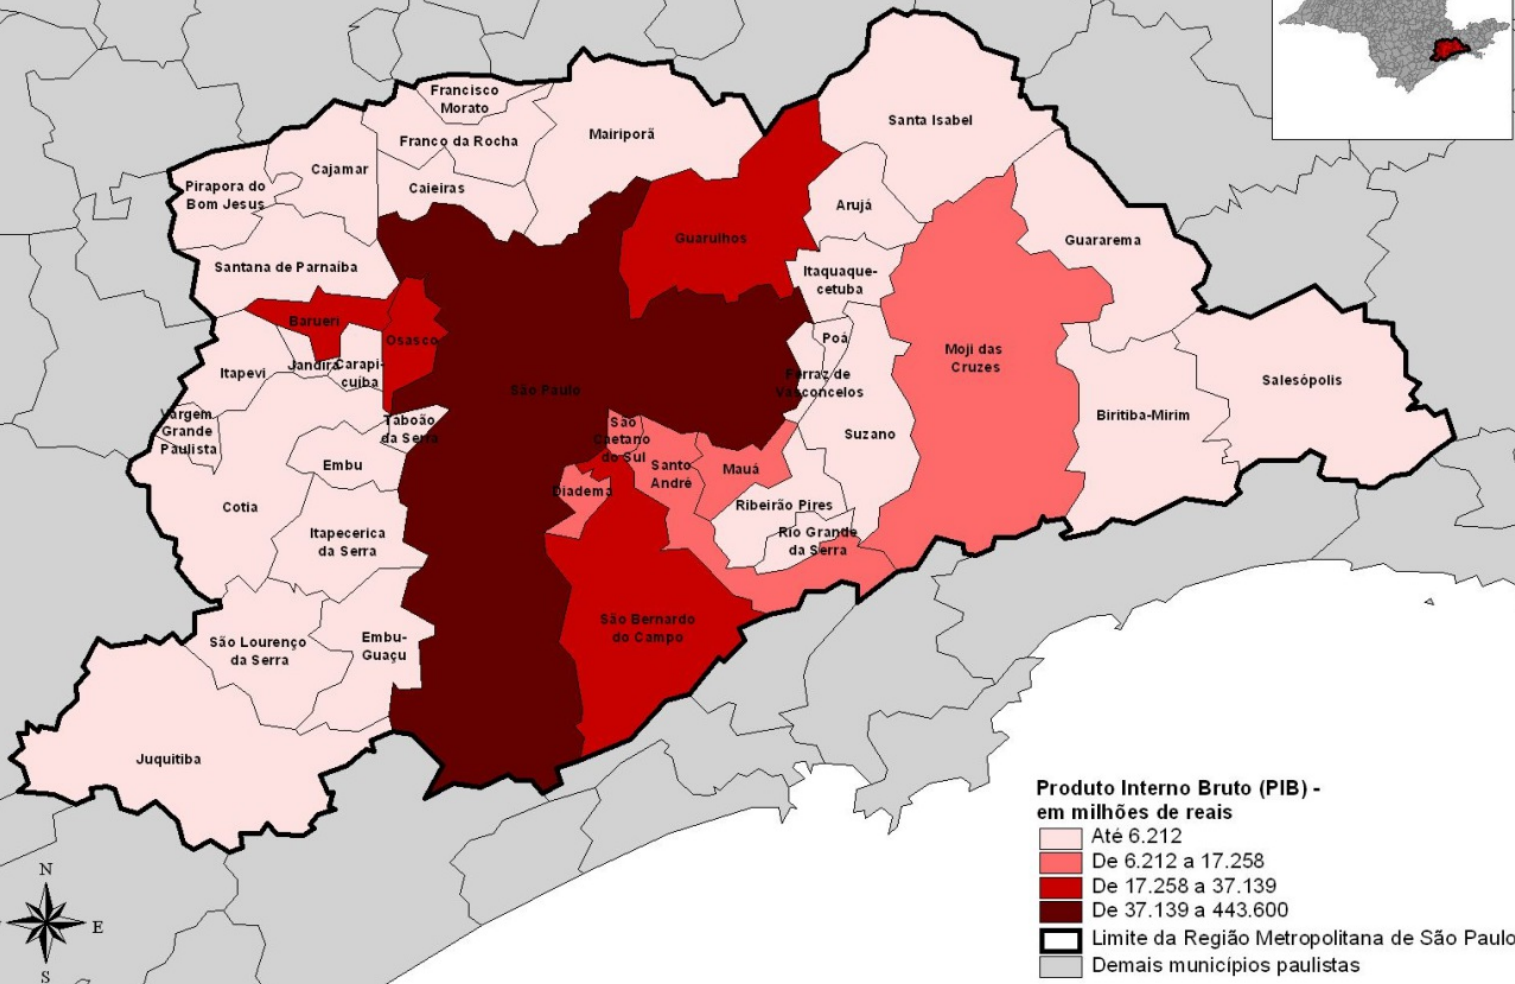 Francisco
Morato
Franco da Rocha
Mairiporã
Santa Isabel
Cajamar
Pirapora do
Bom Jesus
Caieiras
Arujá
Guarulhos
Guararema
Santana de Parnaíba
Itaquaque-
cetuba
Barueri
Osasco
Poá
Jandira
Carapi-
cuíba
Itapevi
Moji das
Cruzes
Ferraz de
Vasconcelos
Salesópolis
São Paulo
Biritiba-Mirim
Vargem
Grande
Paulista
Taboão
da Serra
São
Caetano
do Sul
Suzano
Embu
Santo
André
Mauá
Diadema
Cotia
Ribeirão Pires
Itapecerica
da Serra
Rio Grande
da Serra
São Bernardo
do Campo
São Lourenço
da Serra
Embu-
Guaçu
Juquitiba
Produto Interno Bruto (PIB) -
em milhões de reais
Até 6.212
De 6.212 a 17.258
De 17.258 a 37.139
De 37.139 a 443.600
Limite da Região Metropolitana de São Paulo
Demais municípios paulistas
N
E
S